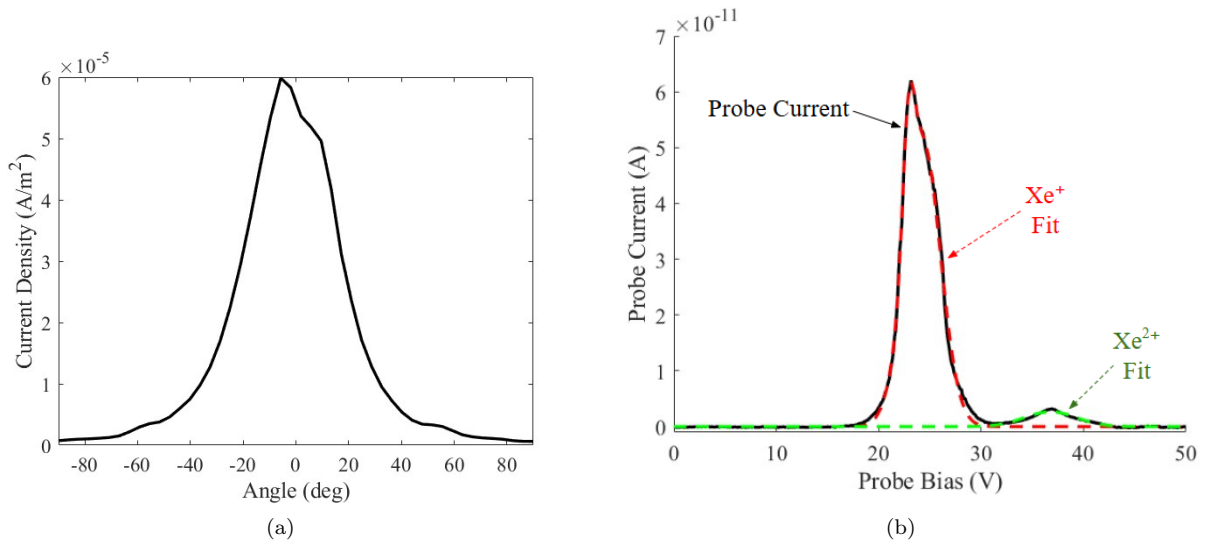 ×10⁻⁵
6
5
4
3
2
1
0
Current Density (A/m²)
-80 -60 -40 -20 0 20 40 60 80
Angle (deg)
(a)
×10⁻¹¹
7
6
5
4
3
2
1
0
Probe Current (A)
Probe Current
Xe⁺
Fit
Xe²⁺
Fit
0 10 20 30 40 50
Probe Bias (V)
(b)